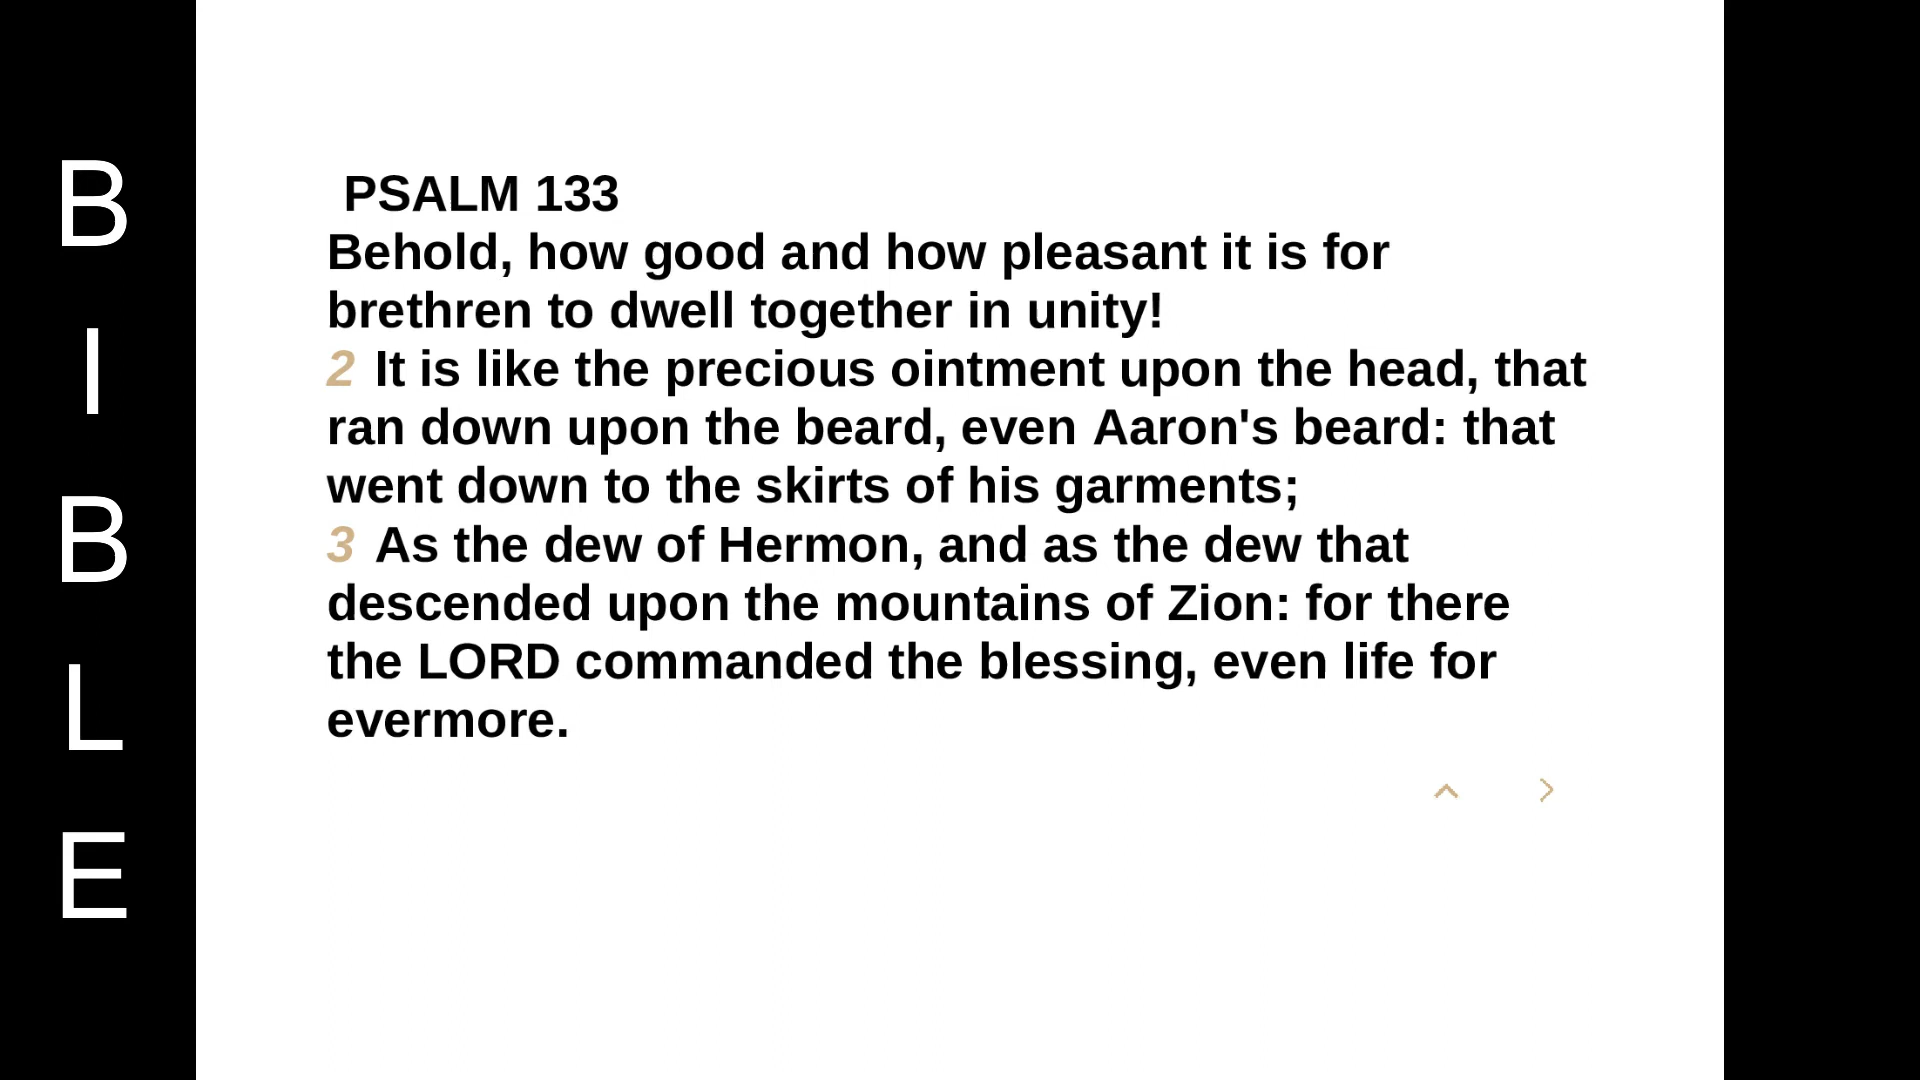 B
I
B
L
E
PSALM 133
Behold, how good and how pleasant it is for
brethren to dwell together in unity!
2 It is like the precious ointment upon the head, that
ran down upon the beard, even Aaron's beard: that
went down to the skirts of his garments;
3 As the dew of Hermon, and as the dew that
descended upon the mountains of Zion: for there
the LORD commanded the blessing, even life for
evermore.